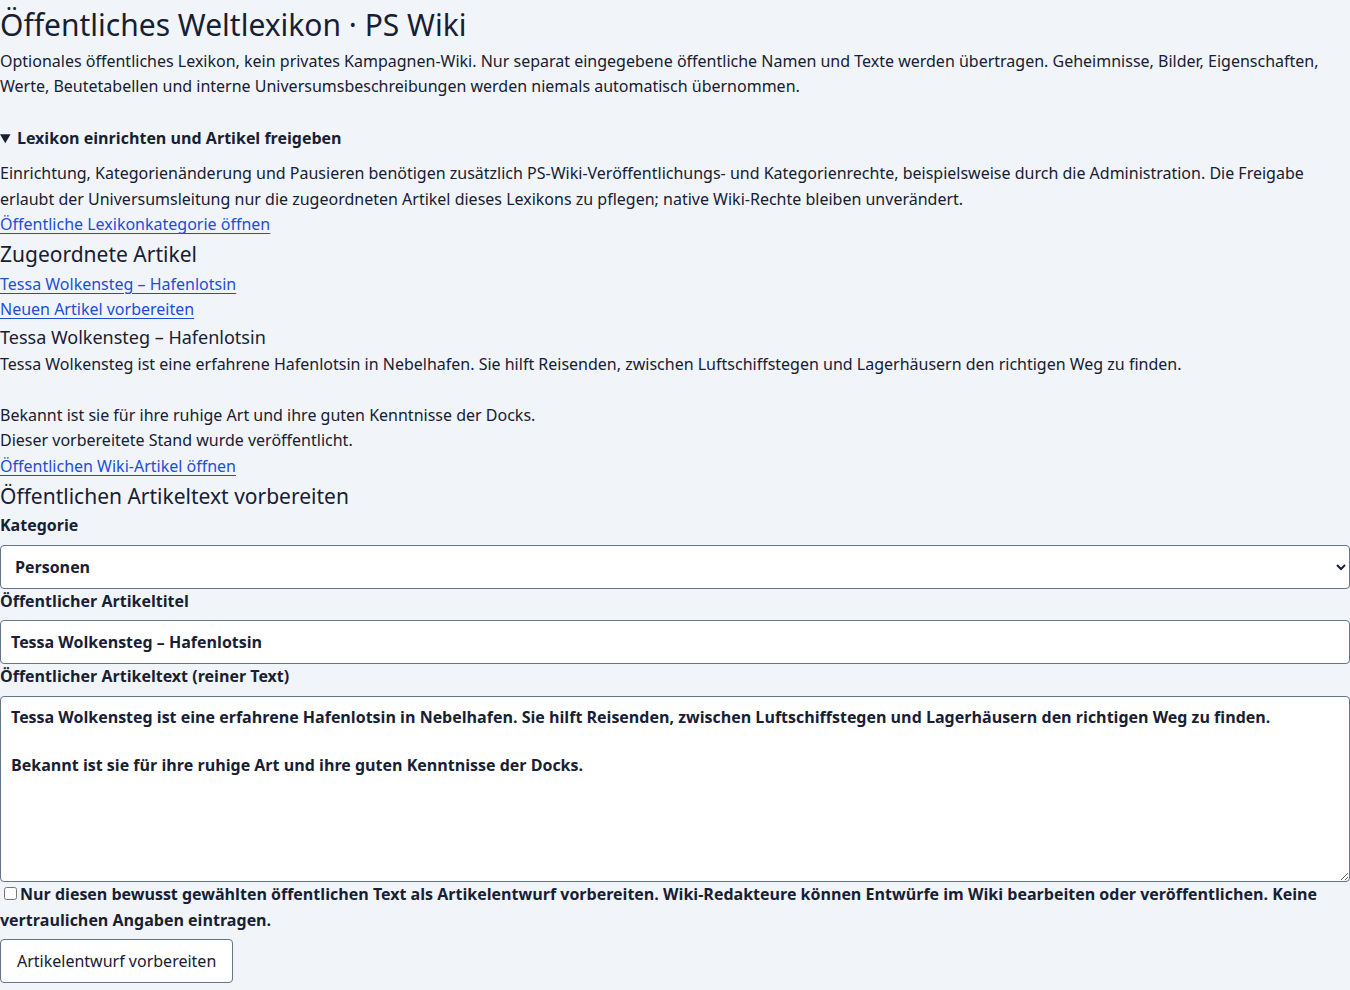 Öffentliches Weltlexikon · PS Wiki
Optionales öffentliches Lexikon, kein privates Kampagnen-Wiki. Nur separat eingegebene öffentliche Namen und Texte werden übertragen. Geheimnisse, Bilder, Eigenschaften,
Werte, Beutetabellen und interne Universumsbeschreibungen werden niemals automatisch übernommen.
▼ Lexikon einrichten und Artikel freigeben
Einrichtung, Kategorienänderung und Pausieren benötigen zusätzlich PS-Wiki-Veröffentlichungs- und Kategorienrechte, beispielsweise durch die Administration. Die Freigabe
erlaubt der Universumsleitung nur die zugeordneten Artikel dieses Lexikons zu pflegen; native Wiki-Rechte bleiben unverändert.
Öffentliche Lexikonkategorie öffnen
Zugeordnete Artikel
Tessa Wolkensteg – Hafenlotsin
Neuen Artikel vorbereiten
Tessa Wolkensteg – Hafenlotsin
Tessa Wolkensteg ist eine erfahrene Hafenlotsin in Nebelhafen. Sie hilft Reisenden, zwischen Luftschiffstegen und Lagerhäusern den richtigen Weg zu finden.
Bekannt ist sie für ihre ruhige Art und ihre guten Kenntnisse der Docks.
Dieser vorbereitete Stand wurde veröffentlicht.
Öffentlichen Wiki-Artikel öffnen
Öffentlichen Artikeltext vorbereiten
Kategorie
Personen
Öffentlicher Artikeltitel
Tessa Wolkensteg – Hafenlotsin
Öffentlicher Artikeltext (reiner Text)
Tessa Wolkensteg ist eine erfahrene Hafenlotsin in Nebelhafen. Sie hilft Reisenden, zwischen Luftschiffstegen und Lagerhäusern den richtigen Weg zu finden.
Bekannt ist sie für ihre ruhige Art und ihre guten Kenntnisse der Docks.
Nur diesen bewusst gewählten öffentlichen Text als Artikelentwurf vorbereiten. Wiki-Redakteure können Entwürfe im Wiki bearbeiten oder veröffentlichen. Keine
vertraulichen Angaben eintragen.
Artikelentwurf vorbereiten